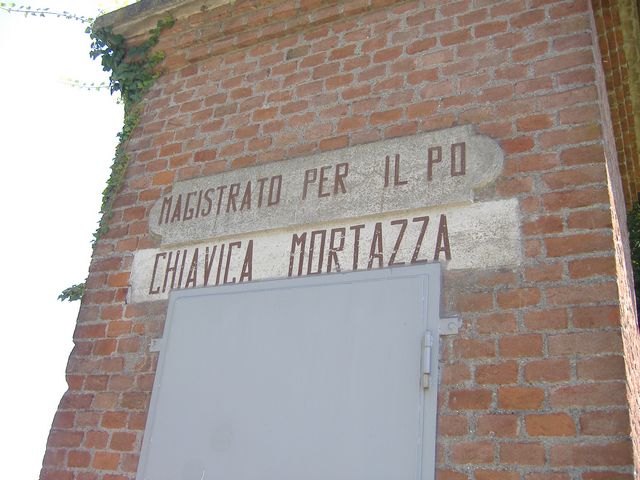 MAGISTRATO PER IL PO
CHIAVICA MORTAZZA